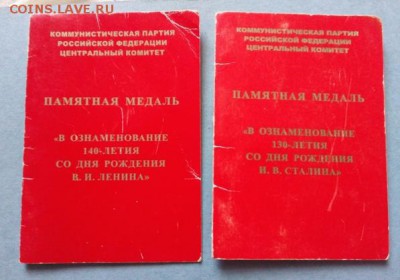 COINS.LAVE.RU
КОММУНИСТИЧЕСКАЯ ПАРТИЯ
РОССИЙСКОЙ ФЕДЕРАЦИИ
ЦЕНТРАЛЬНЫЙ КОМИТЕТ
ПАМЯТНАЯ МЕДАЛЬ
«В ОЗНАМЕНОВАНИЕ
140-ЛЕТИЯ
СО ДНЯ РОЖДЕНИЯ
В. И. ЛЕНИНА»
КОММУНИСТИЧЕСКАЯ ПАРТИЯ
РОССИЙСКОЙ ФЕДЕРАЦИИ
ЦЕНТРАЛЬНЫЙ КОМИТЕТ
ПАМЯТНАЯ МЕДАЛЬ
«В ОЗНАМЕНОВАНИЕ
130-ЛЕТИЯ
СО ДНЯ РОЖДЕНИЯ
И. В. СТАЛИНА»